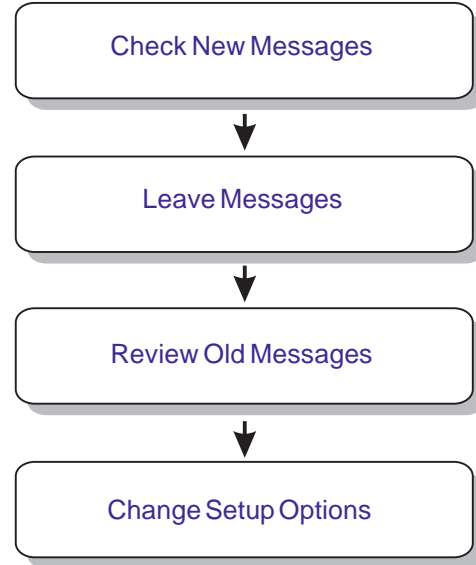 Check New Messages
Leave Messages
Review Old Messages
Change Setup Options